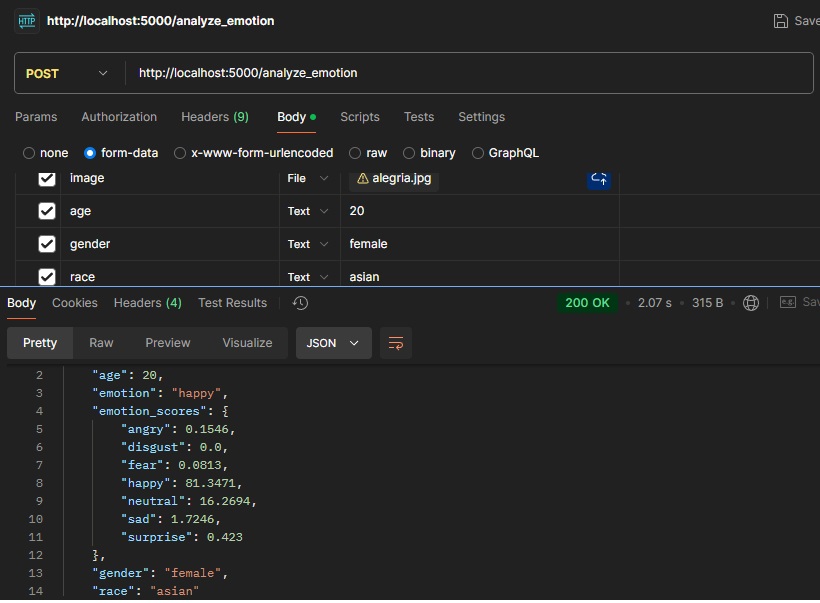 HTTP http://localhost:5000/analyze_emotion Save
POST http://localhost:5000/analyze_emotion
Params Authorization Headers (9) Body Scripts Tests Settings
none form-data x-www-form-urlencoded raw binary GraphQL
image File alegria.jpg
age Text 20
gender Text female
race Text asian
Body Cookies Headers (4) Test Results 200 OK 2.07 s 315 B e.g. Sav
Pretty Raw Preview Visualize JSON
2 "age": 20,
3 "emotion": "happy",
4 "emotion_scores": {
5 "angry": 0.1546,
6 "disgust": 0.0,
7 "fear": 0.0813,
8 "happy": 81.3471,
9 "neutral": 16.2694,
10 "sad": 1.7246,
11 "surprise": 0.423
12 },
13 "gender": "female",
14 "race": "asian"